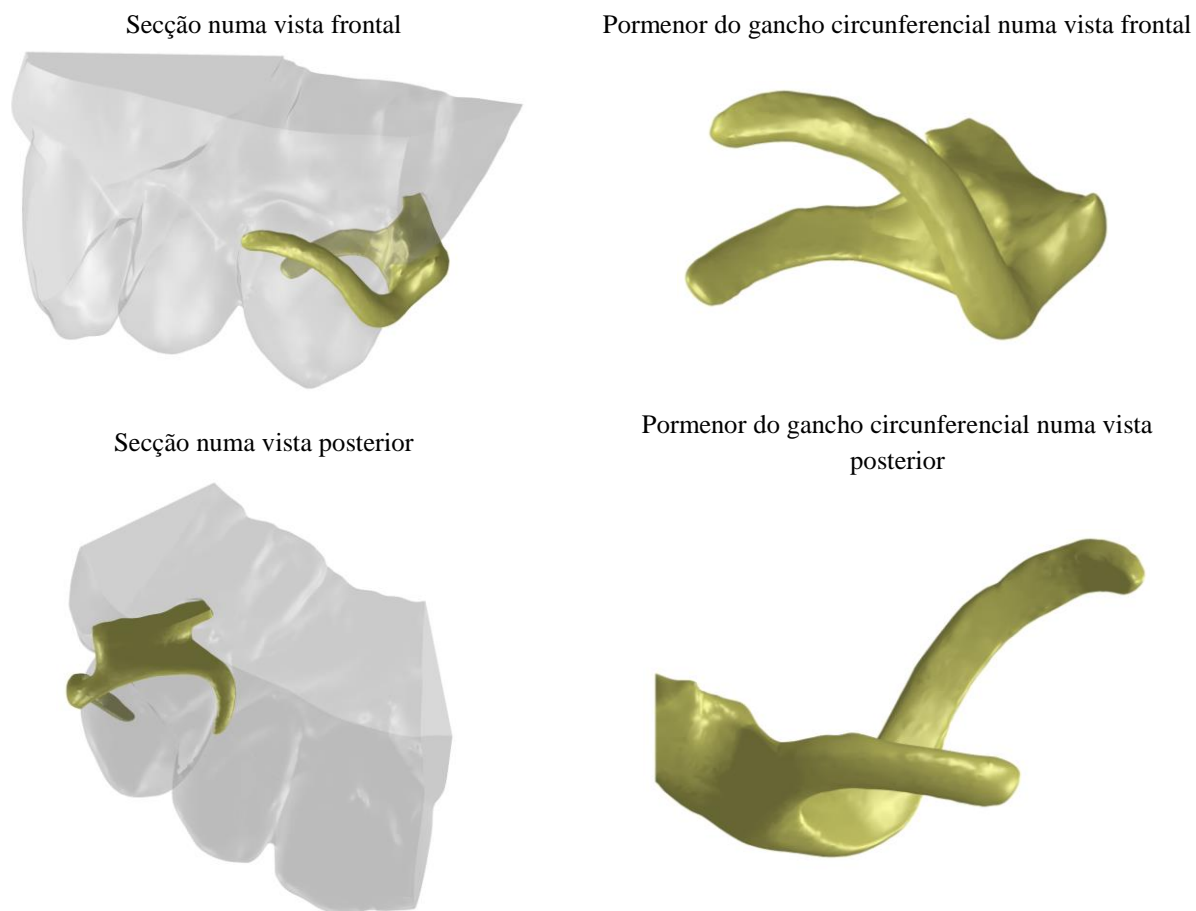 Secção numa vista frontal
Pormenor do gancho circunferencial numa vista frontal
Secção numa vista posterior
Pormenor do gancho circunferencial numa vista
posterior